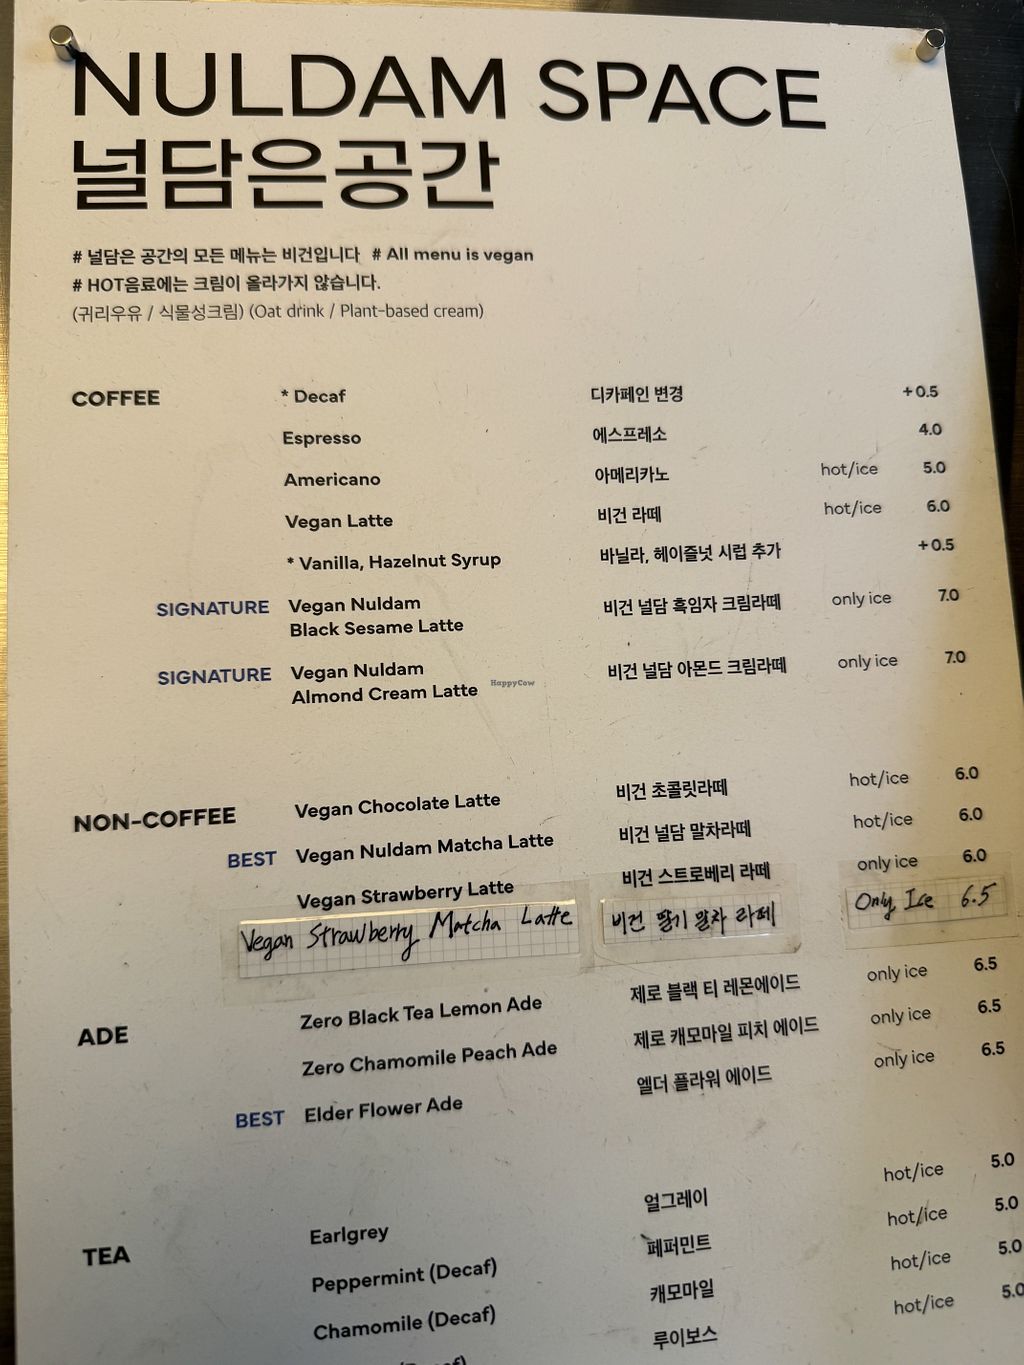 NULDAM SPACE
널담은공간
# 널담은 공간의 모든 메뉴는 비건입니다 # All menu is vegan
# HOT음료에는 크림이 올라가지 않습니다.
(귀리우유 / 식물성크림) (Oat drink / Plant-based cream)
COFFEE * Decaf 디카페인 변경 +0.5
Espresso 에스프레소 4.0
Americano 아메리카노 hot/ice 5.0
Vegan Latte 비건 라떼 hot/ice 6.0
* Vanilla, Hazelnut Syrup 바닐라, 헤이즐넛 시럽 추가 +0.5
SIGNATURE Vegan Nuldam 비건 널담 흑임자 크림라떼 only ice 7.0
Black Sesame Latte
SIGNATURE Vegan Nuldam 비건 널담 아몬드 크림라떼 only ice 7.0
Almond Cream Latte
HappyCow
NON-COFFEE Vegan Chocolate Latte 비건 초콜릿라떼 hot/ice 6.0
BEST Vegan Nuldam Matcha Latte 비건 널담 말차라떼 hot/ice 6.0
Vegan Strawberry Latte 비건 스트로베리 라떼 only ice 6.0
Vegan Strawberry Matcha Latte 비건 딸기 말차 라떼 Only Ice 6.5
ADE Zero Black Tea Lemon Ade 제로 블랙 티 레몬에이드 only ice 6.5
Zero Chamomile Peach Ade 제로 캐모마일 피치 에이드 only ice 6.5
BEST Elder Flower Ade 엘더 플라워 에이드 only ice 6.5
TEA Earlgrey 얼그레이 hot/ice 5.0
Peppermint (Decaf) 페퍼민트 hot/ice 5.0
Chamomile (Decaf) 캐모마일 hot/ice 5.0
루이보스 hot/ice 5.0